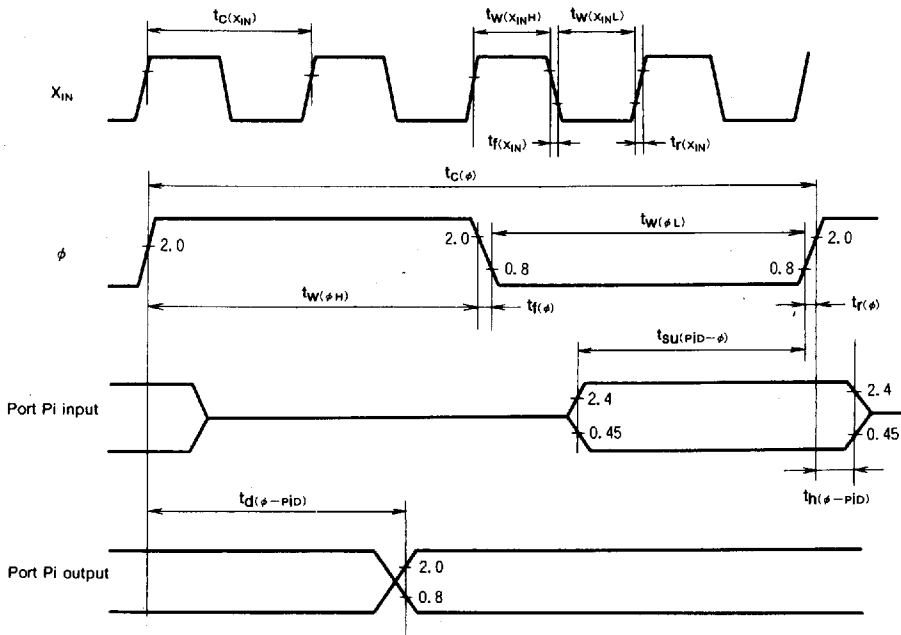 tc(XIN) tw(XINH) tw(XINL)
XIN
tf(XIN) tr(XIN)
tc(φ)
tw(φL)
φ 2.0 2.0 0.8 0.8 2.0
tw(φH) tf(φ) tr(φ)
tsu(PiD-φ)
Port Pi input 2.4 2.4
0.45 0.45
th(φ-PiD)
td(φ-PiD)
Port Pi output 2.0
0.8